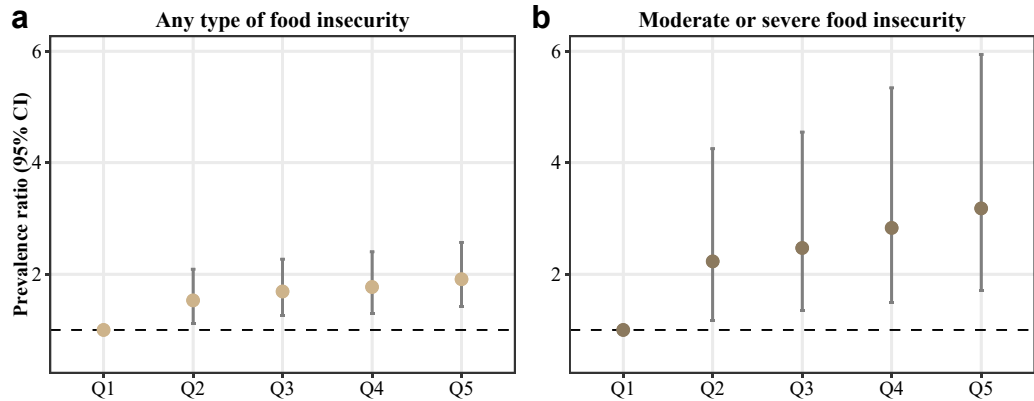 a
Any type of food insecurity
Prevalence ratio (95% CI)
6
4
2
Q1 Q2 Q3 Q4 Q5
b
Moderate or severe food insecurity
6
4
2
Q1 Q2 Q3 Q4 Q5